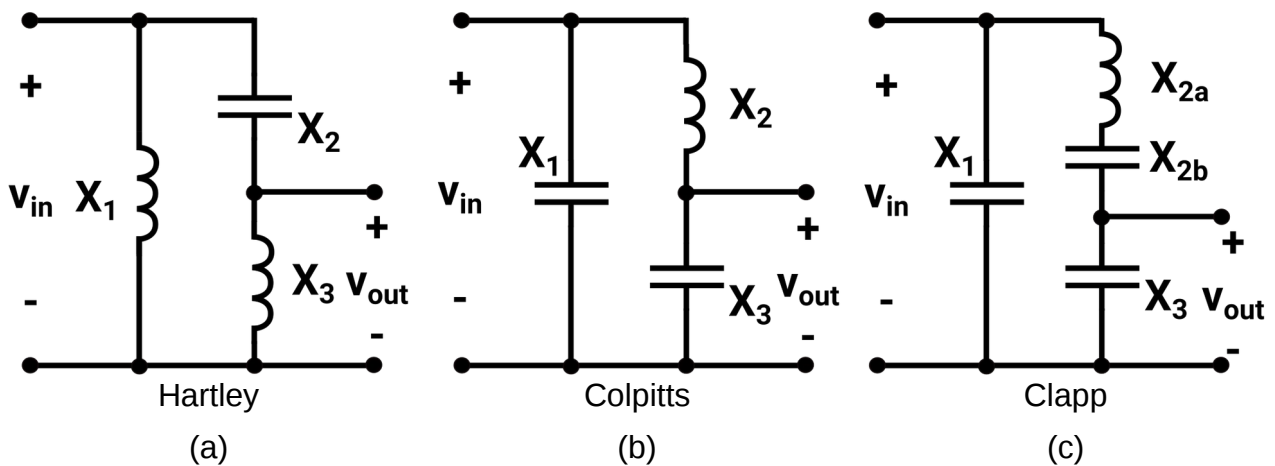 +
X₂
vᵢₙ X₁
+
X₃ vₒᵤₜ
-
-
Hartley
(a)
+
X₂
X₁
vᵢₙ
+
X₃ vₒᵤₜ
-
-
Colpitts
(b)
+
X₂ₐ
X₁
X₂b
vᵢₙ
+
X₃ vₒᵤₜ
-
-
Clapp
(c)